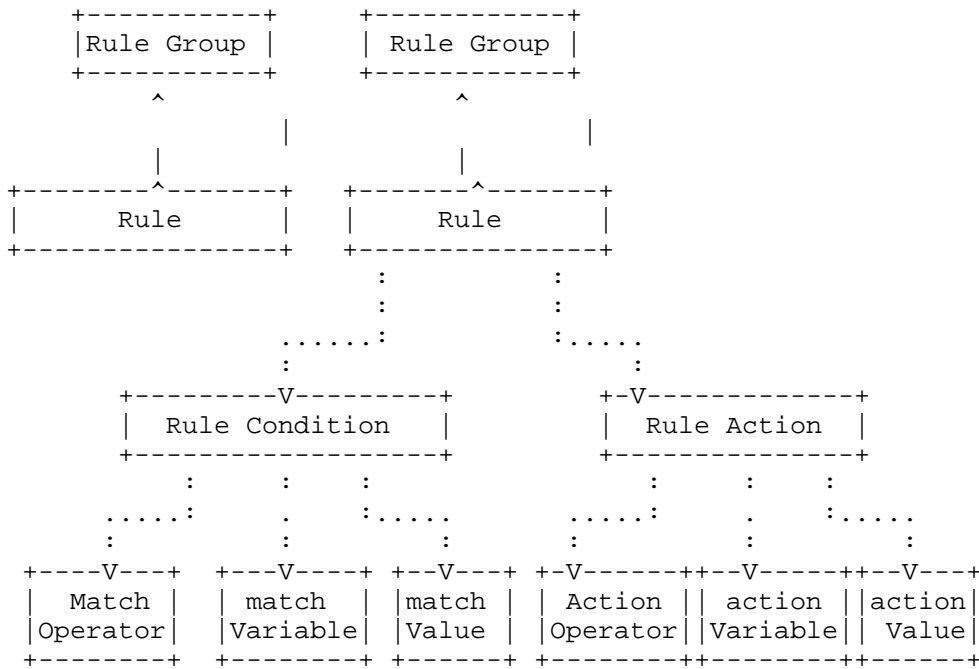 Rule Group Rule Group
Rule Rule
Rule Condition Rule Action
Match match match Action action action
Operator Variable Value Operator Variable Value